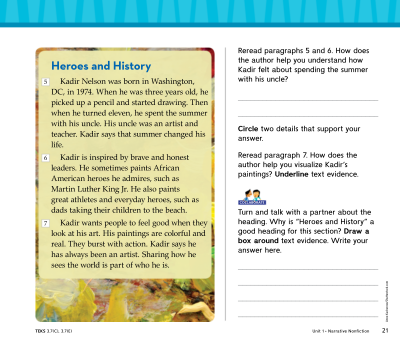 Heroes and History
5 Kadir Nelson was born in Washington,
DC, in 1974. When he was three years old, he
picked up a pencil and started drawing. Then
when he turned eleven, he spent the summer
with his uncle. His uncle was an artist and
teacher. Kadir says that summer changed his
life.
6 Kadir is inspired by brave and honest
leaders. He sometimes paints African
American heroes he admires, such as
Martin Luther King Jr. He also paints
great athletes and everyday heroes, such as
dads taking their children to the beach.
7 Kadir wants people to feel good when they
look at his art. His paintings are colorful and
real. They burst with action. Kadir says he
has always been an artist. Sharing how he
sees the world is part of who he is.
Reread paragraphs 5 and 6. How does
the author help you understand how
Kadir felt about spending the summer
with his uncle?
Circle two details that support your
answer.
Reread paragraph 7. How does the
author help you visualize Kadir's
paintings? Underline text evidence.
COLLABORATE
Turn and talk with a partner about the
heading. Why is "Heroes and History" a
good heading for this section? Draw a
box around text evidence. Write your
answer here.
TEKS 3.7(C), 3.7(E)
Unit 1 • Narrative Nonfiction 21